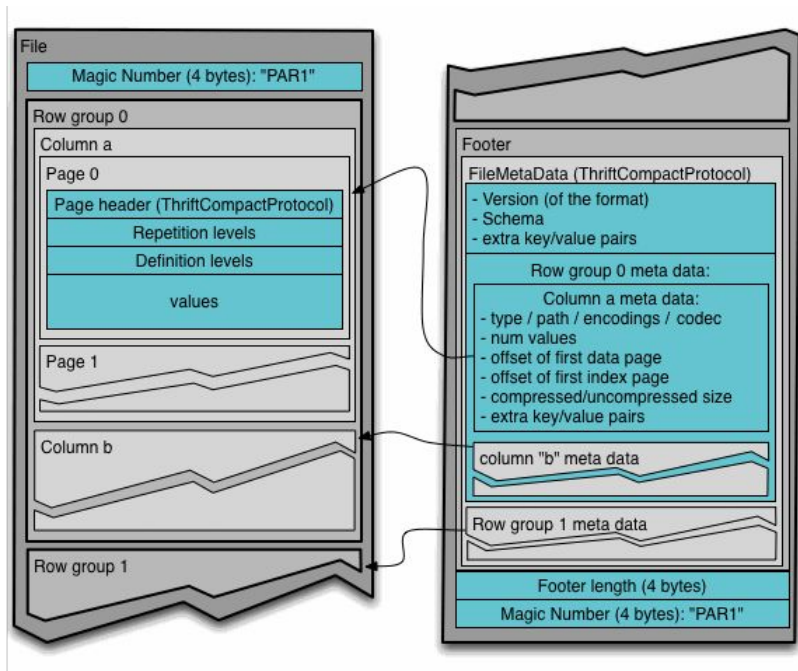 File
Magic Number (4 bytes): "PAR1"
Row group 0
Column a
Page 0
Page header (ThriftCompactProtocol)
Repetition levels
Definition levels
values
Page 1
Column b
Row group 1
Footer
FileMetaData (ThriftCompactProtocol)
- Version (of the format)
- Schema
- extra key/value pairs
Row group 0 meta data:
Column a meta data:
- type / path / encodings / codec
- num values
- offset of first data page
- offset of first index page
- compressed/uncompressed size
- extra key/value pairs
column "b" meta data
Row group 1 meta data
Footer length (4 bytes)
Magic Number (4 bytes): "PAR1"